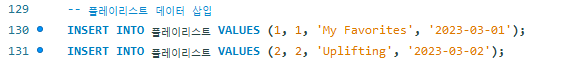 129 -- 플레이리스트 데이터 삽입
130 INSERT INTO 플레이리스트 VALUES (1, 1, 'My Favorites', '2023-03-01');
131 INSERT INTO 플레이리스트 VALUES (2, 2, 'Uplifting', '2023-03-02');